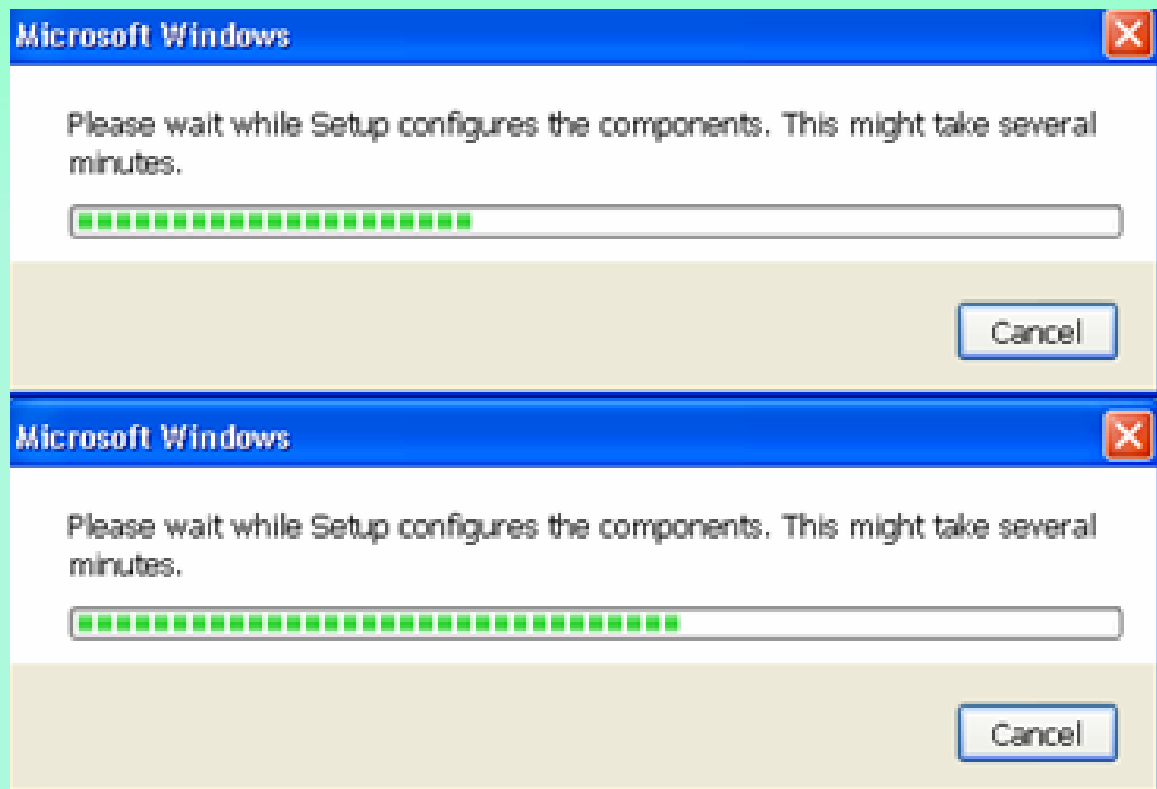 Microsoft Windows
Please wait while Setup configures the components. This might take several
minutes.
Cancel
Microsoft Windows
Please wait while Setup configures the components. This might take several
minutes.
Cancel